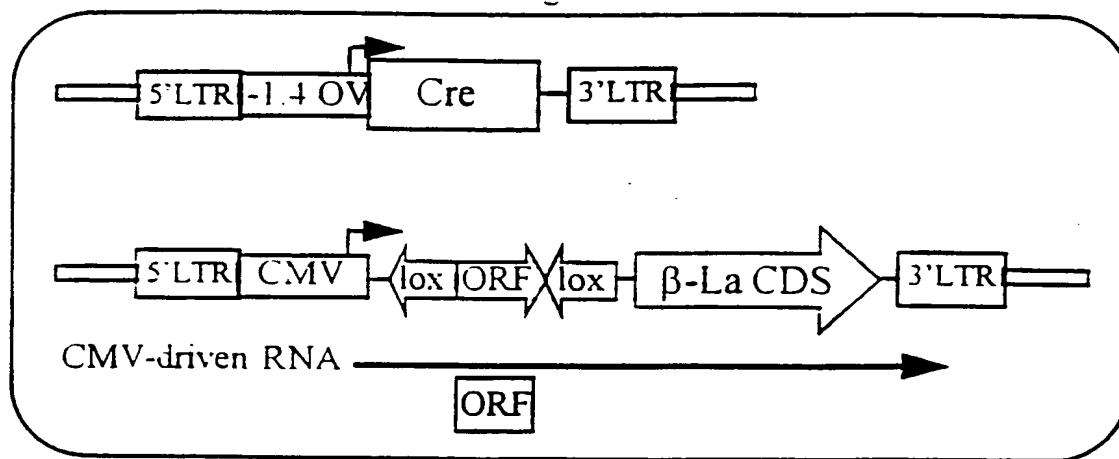 5'LTR -1.4 OV Cre 3'LTR
5'LTR CMV lox ORF lox β-La CDS 3'LTR
CMV-driven RNA
ORF